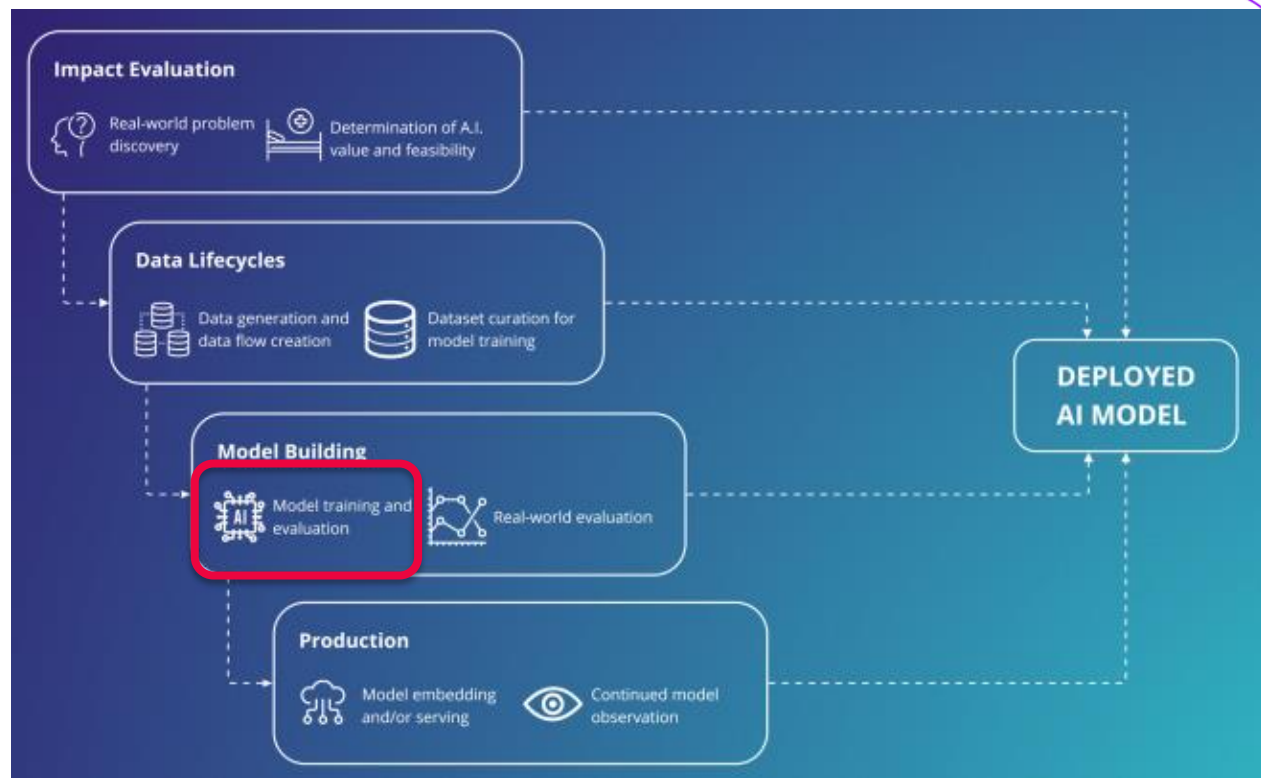 Impact Evaluation
Real-world problem
discovery
Determination of A.I.
value and feasibility
Data Lifecycles
Data generation and
data flow creation
Dataset curation for
model training
DEPLOYED
AI MODEL
Model Building
AI
Model training and
evaluation
Real-world evaluation
Production
Model embedding
and/or serving
Continued model
observation